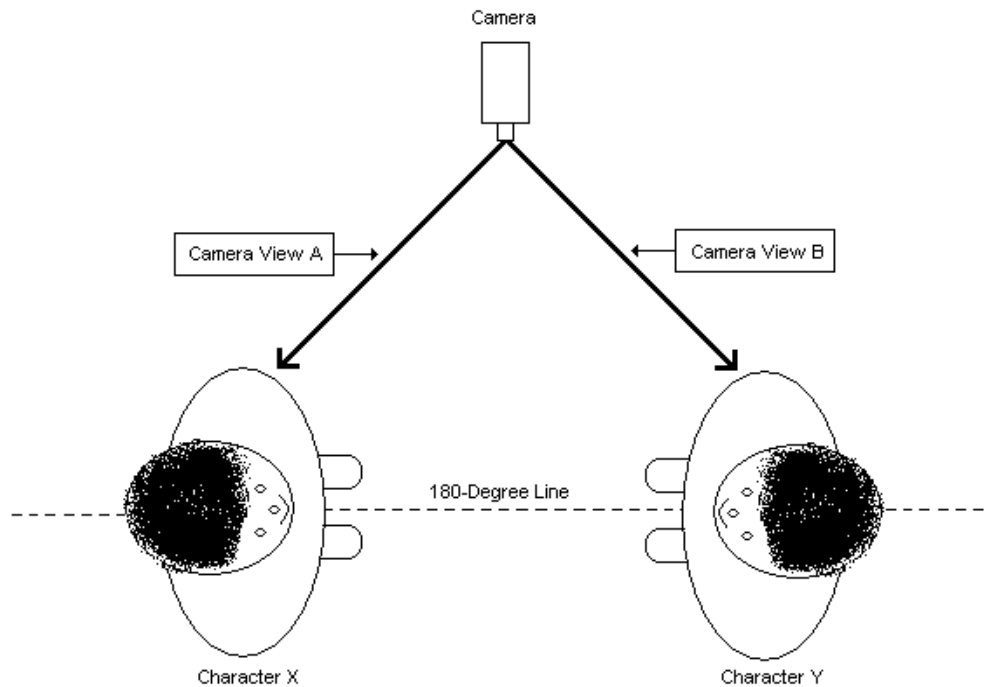 Camera
Camera View A
Camera View B
180-Degree Line
Character X
Character Y